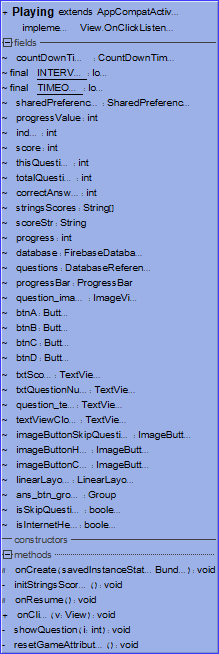 + Playing extends AppCompatActiv...
impleme... View.OnClickListen...
fields
~ countDownTi... : CountDownTim...
~ final INTERV... : lo...
~ final TIMEO... : lo...
~ sharedPreferenc... : SharedPreferenc...
~ progressValue : int
~ ind... : int
~ score : int
~ thisQuesti... : int
~ totalQuesti... : int
~ correctAnsw... : int
~ stringsScores : String[]
~ scoreStr : String
~ progress : int
~ database : FirebaseDataba...
~ questions : DatabaseReferen...
~ progressBar : ProgressBar
~ question_ima... : ImageVi...
~ btnA : Butt...
~ btnB : Butt...
~ btnC : Butt...
~ btnD : Butt...
~ txtSco... : TextVie...
~ txtQuestionNu... : TextVie...
~ question_te... : TextVie...
~ textViewClo... : TextVie...
~ imageButtonSkipQuesti... : ImageButt...
~ imageButtonH... : ImageButt...
~ imageButtonC... : ImageButt...
~ linearLayo... : LinearLayo...
~ ans_btn_gro... : Group
~ isSkipQuesti... : boole...
~ isInternetHe... : boole...
constructors
methods
# onCreate (savedInstanceStat... : Bund...) : void
- initStringsScor... () : void
# onResume() : void
+ onCli... (v: View) : void
- showQuestion(i: int) : void
- resetGameAttribut... () : void